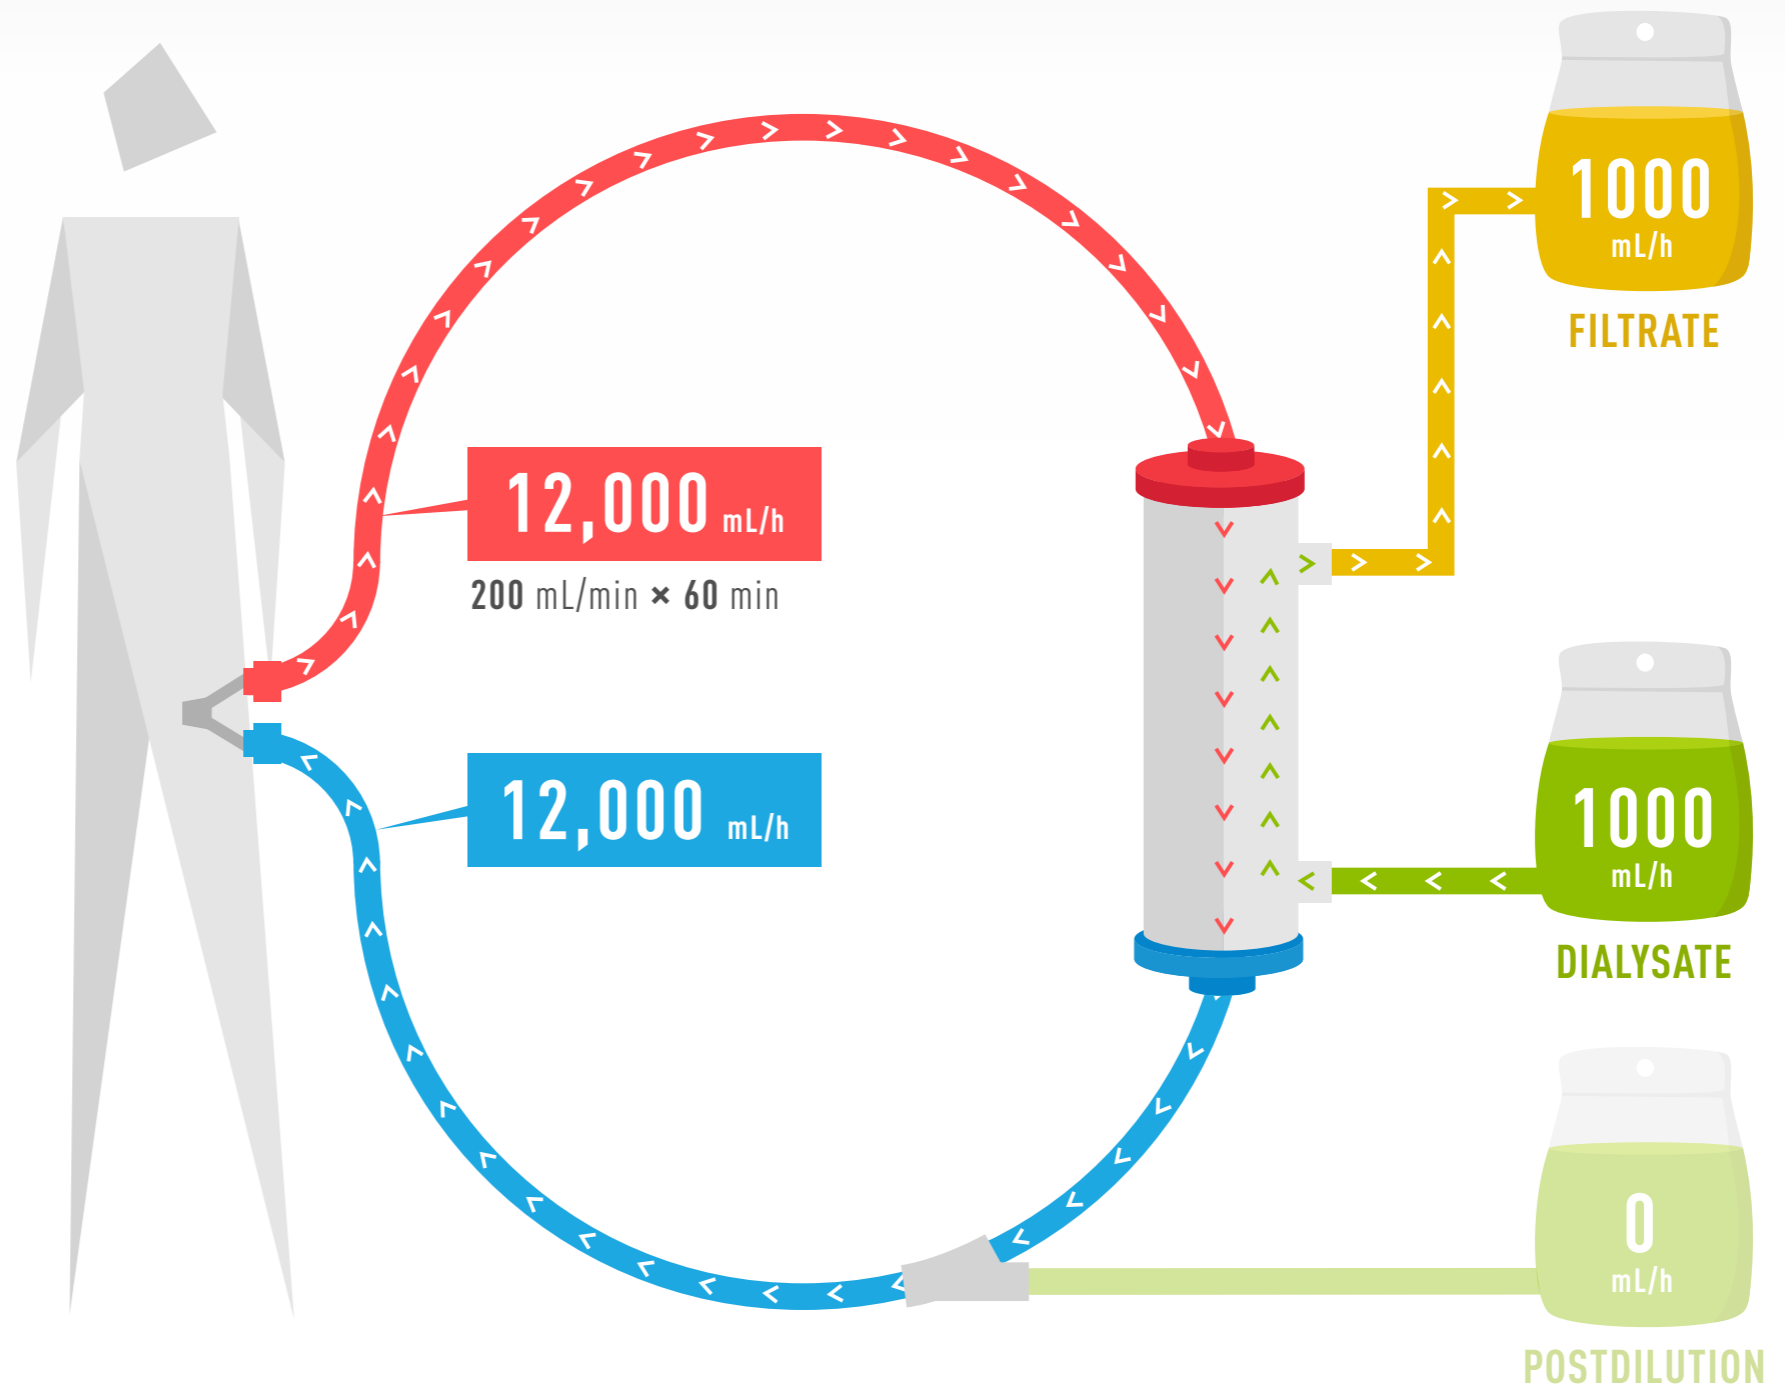 1000
mL/h
FILTRATE
12,000 mL/h
200 mL/min × 60 min
12,000 mL/h
1000
mL/h
DIALYSATE
0
mL/h
POSTDILUTION